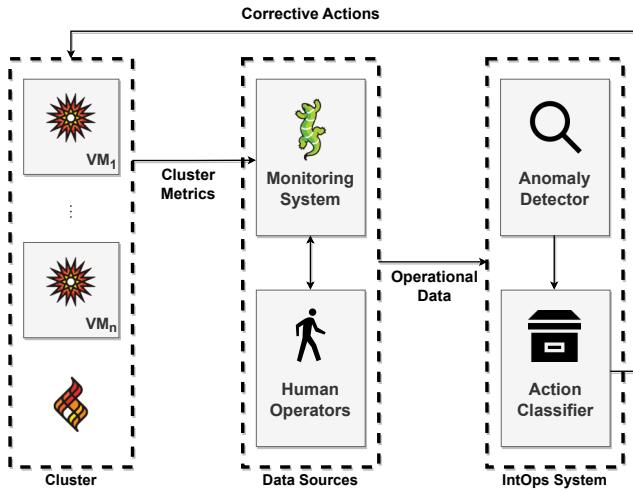 Corrective Actions
VM1
...
VMn
Cluster
Cluster
Metrics
Monitoring
System
Human
Operators
Data Sources
Operational
Data
Anomaly
Detector
Action
Classifier
IntOps System